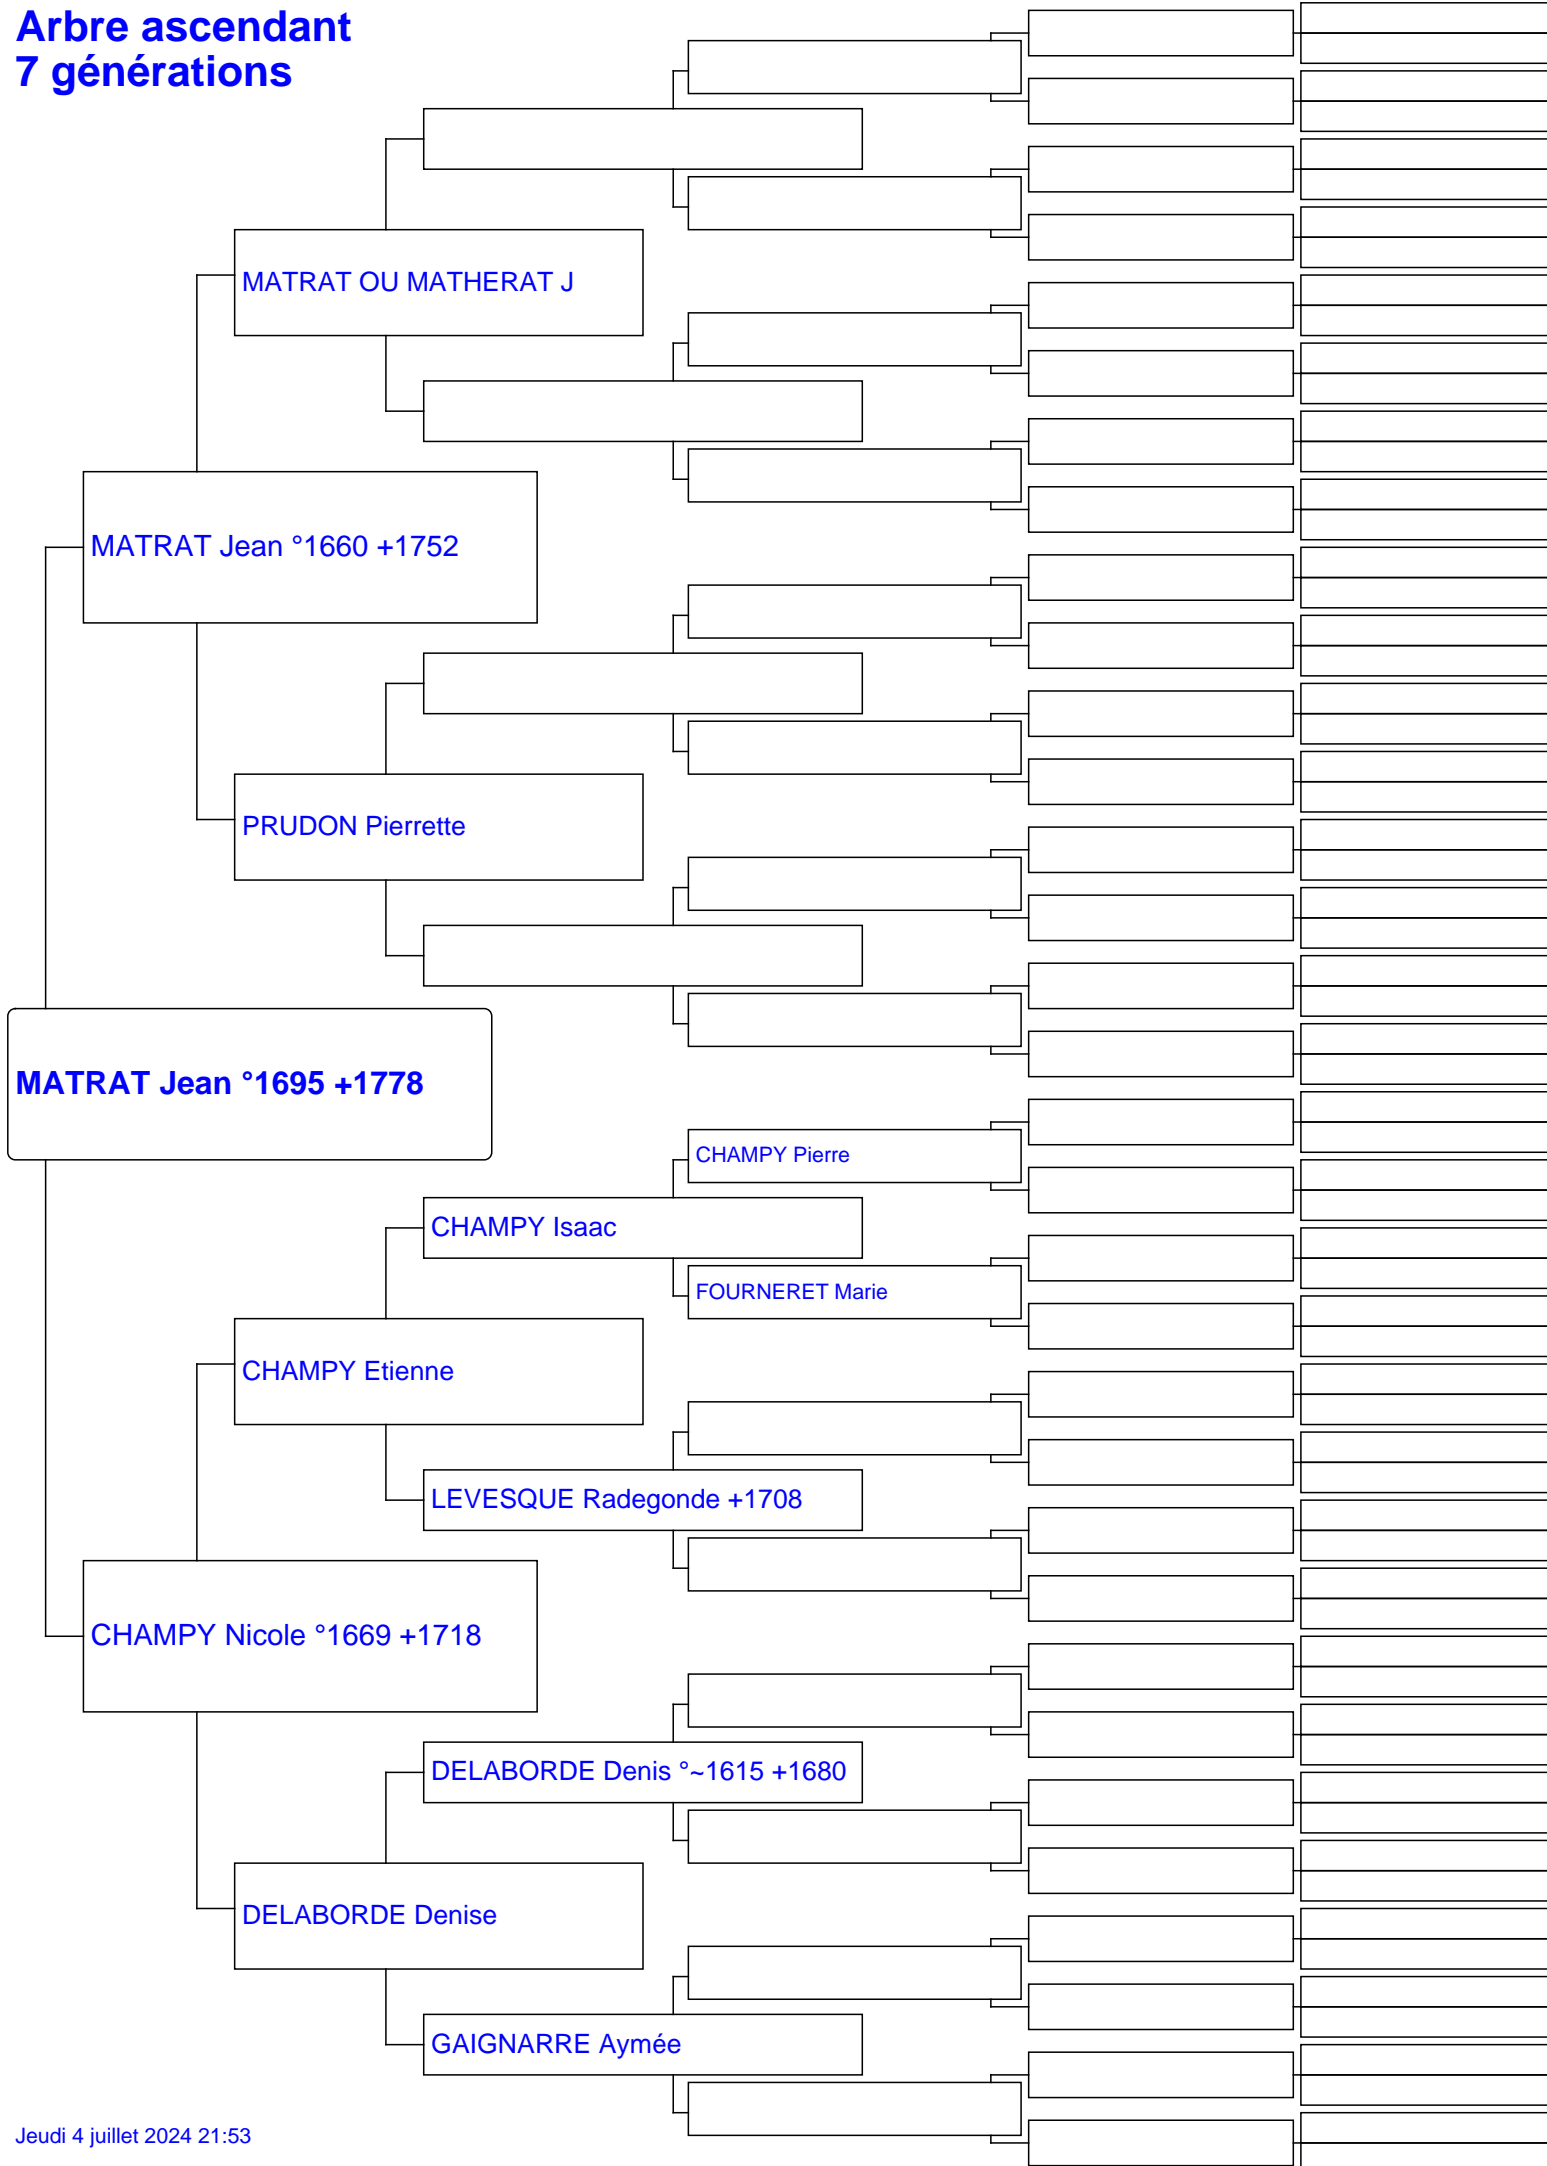 Arbre ascendant
7 générations
MATRAT OU MATHERAT J
MATRAT Jean °1660 +1752
PRUDON Pierrette
MATRAT Jean °1695 +1778
CHAMPY Pierre
CHAMPY Isaac
FOURNERET Marie
CHAMPY Etienne
LEVESQUE Radegonde +1708
CHAMPY Nicole °1669 +1718
DELABORDE Denis °~1615 +1680
DELABORDE Denise
GAIGNARRE Aymée
Jeudi 4 juillet 2024 21:53